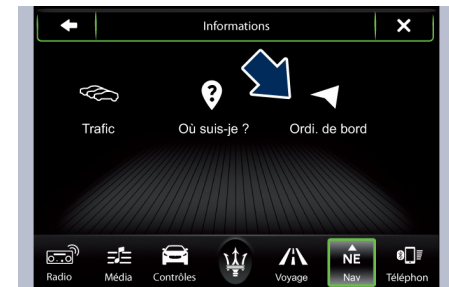 Informations
Trafic
Où suis-je ?
Ordi. de bord
Radio
Média
Contrôles
Voyage
NE
Nav
Téléphon